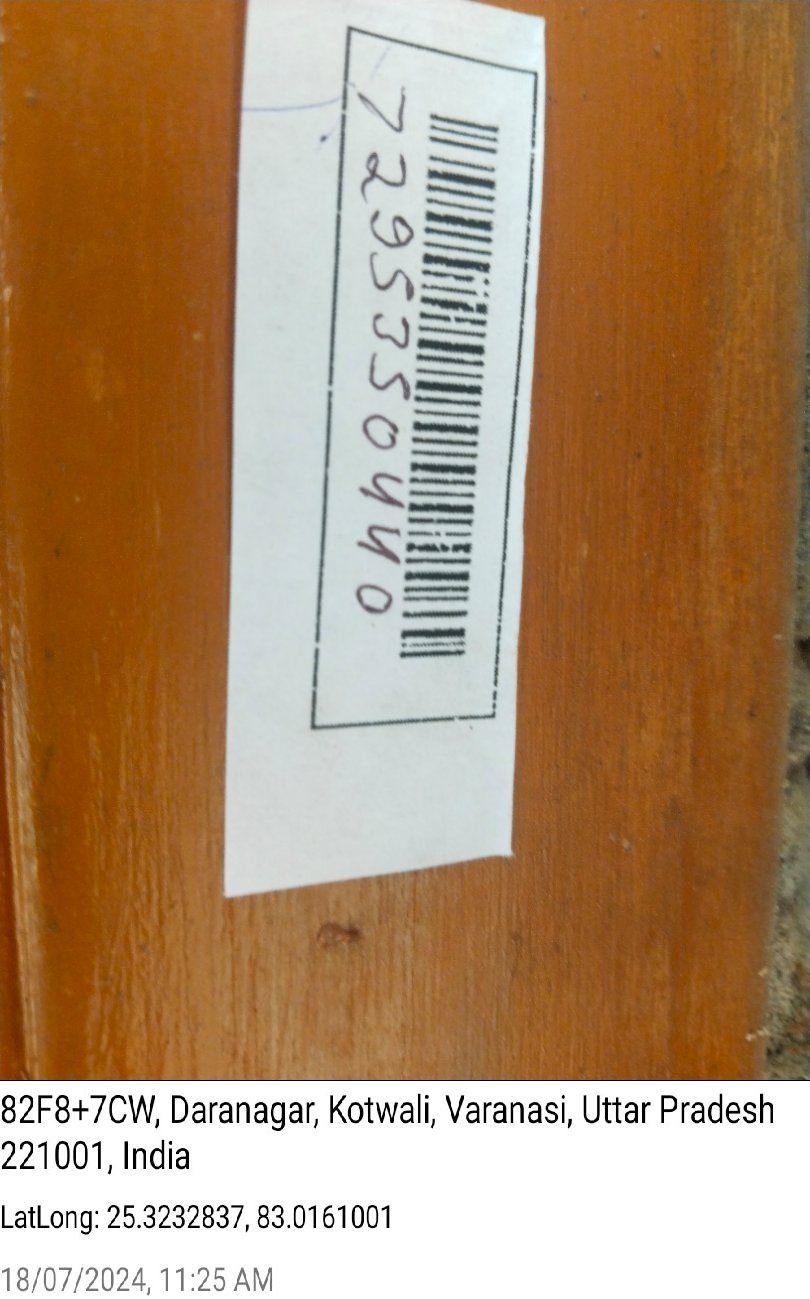 7295350440
82F8+7CW, Daranagar, Kotwali, Varanasi, Uttar Pradesh
221001, India
LatLong: 25.3232837, 83.0161001
18/07/2024, 11:25 AM